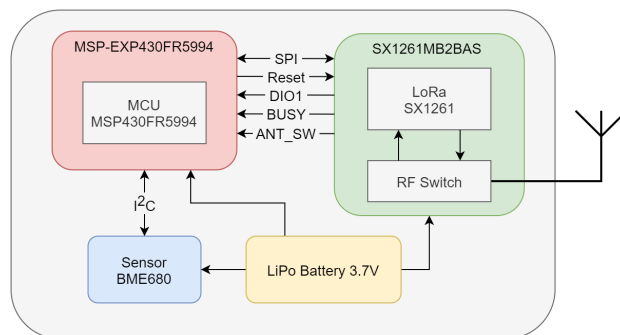 MSP-EXP430FR5994
MCU
MSP430FR5994
SPI
Reset
DIO1
BUSY
ANT_SW
SX1261MB2BAS
LoRa
SX1261
RF Switch
I²C
Sensor
BME680
LiPo Battery 3.7V